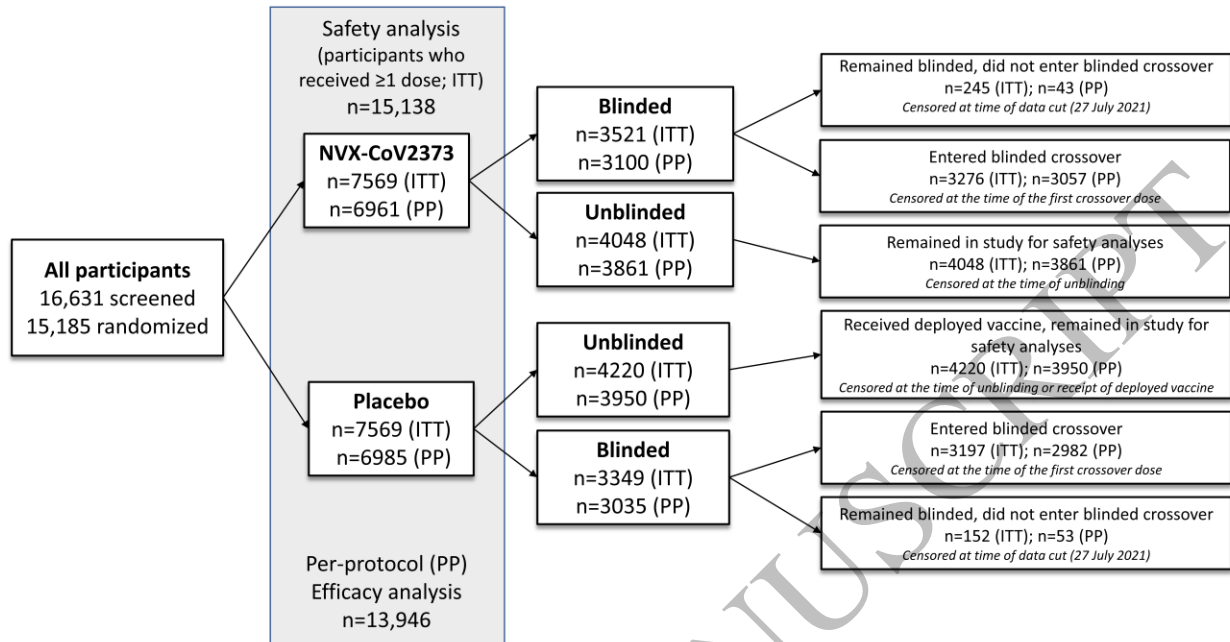 Safety analysis
(participants who
received ≥1 dose; ITT)
n=15,138
All participants
16,631 screened
15,185 randomized
NVX-CoV2373
n=7569 (ITT)
n=6961 (PP)
Placebo
n=7569 (ITT)
n=6985 (PP)
Per-protocol (PP)
Efficacy analysis
n=13,946
Blinded
n=3521 (ITT)
n=3100 (PP)
Unblinded
n=4048 (ITT)
n=3861 (PP)
Unblinded
n=4220 (ITT)
n=3950 (PP)
Blinded
n=3349 (ITT)
n=3035 (PP)
Remained blinded, did not enter blinded crossover
n=245 (ITT); n=43 (PP)
Censored at time of data cut (27 July 2021)
Entered blinded crossover
n=3276 (ITT); n=3057 (PP)
Censored at the time of the first crossover dose
Remained in study for safety analyses
n=4048 (ITT); n=3861 (PP)
Censored at the time of unblinding
Received deployed vaccine, remained in study for
safety analyses
n=4220 (ITT); n=3950 (PP)
Censored at the time of unblinding or receipt of deployed vaccine
Entered blinded crossover
n=3197 (ITT); n=2982 (PP)
Censored at the time of the first crossover dose
Remained blinded, did not enter blinded crossover
n=152 (ITT); n=53 (PP)
Censored at time of data cut (27 July 2021)
NUSCRIPT